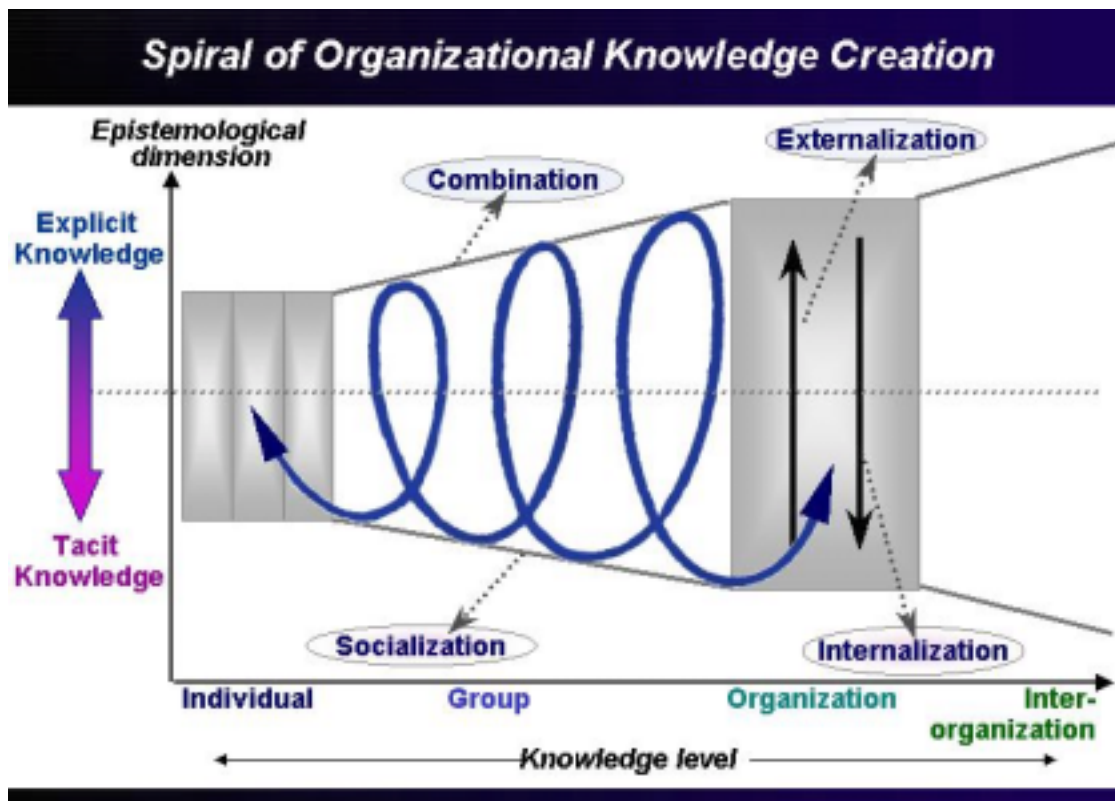 Spiral of Organizational Knowledge Creation
Epistemological
dimension
Externalization
Combination
Explicit
Knowledge
Tacit
Knowledge
Socialization
Internalization
Individual
Group
Organization
Inter-
organization
Knowledge level